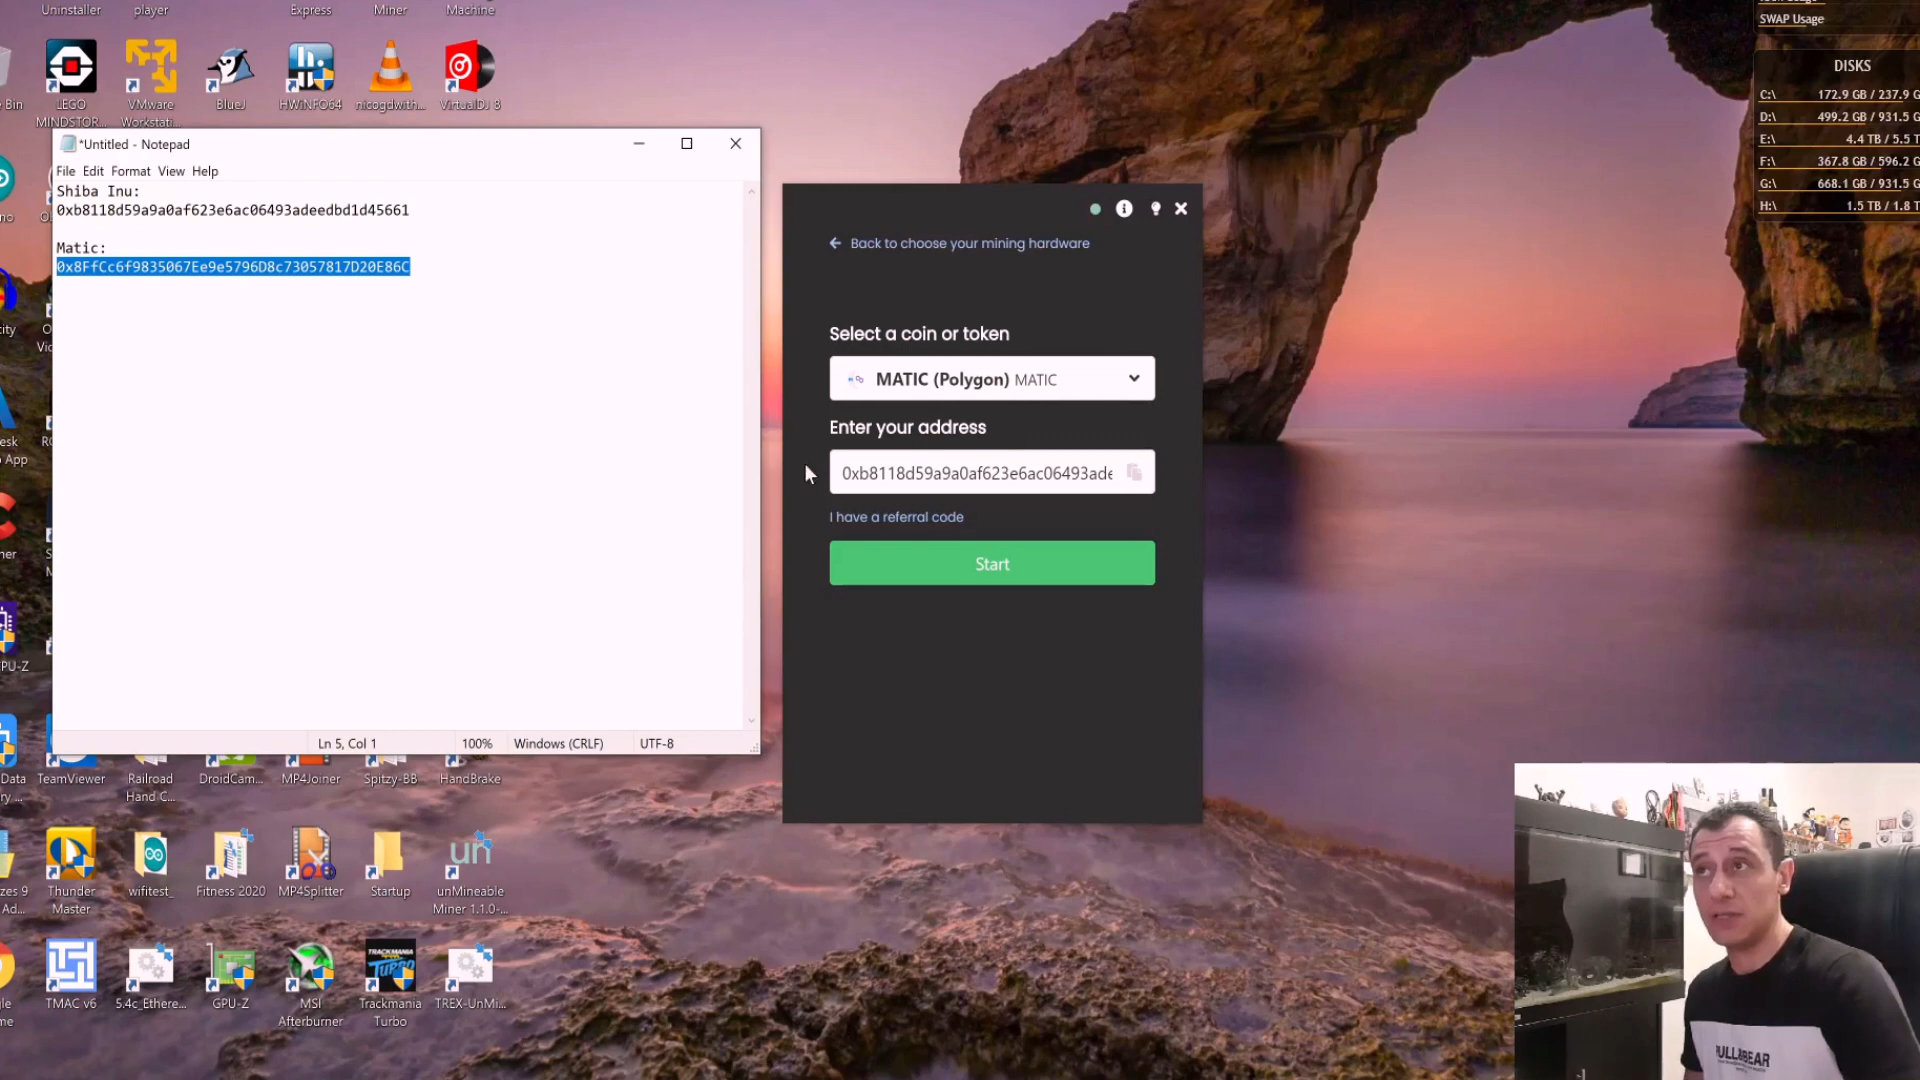 Uninstaller
player
Express
Miner
Machine
SWAP Usage
DISKS
C:\ 172.9 GB / 237.9 G
D:\ 499.2 GB / 931.5 G
E:\ 4.4 TB / 5.5 T
F:\ 367.8 GB / 596.2 G
G:\ 668.1 GB / 931.5 G
H:\ 1.5 TB / 1.8 T
e Bin
LEGO
MINDSTOR...
VMware
Workstati...
BlueJ
HWiNFO64
nicogdwith...
VirtualDJ 8
*Untitled - Notepad
File Edit Format View Help
Shiba Inu:
0xb8118d59a9a0af623e6ac06493adeedbd1d45661
Matic:
0x8FfCc6f9835067Ee9e5796D8c73057817D20E86C
Ln 5, Col 1
100%
Windows (CRLF)
UTF-8
Back to choose your mining hardware
Select a coin or token
MATIC (Polygon) MATIC
Enter your address
0xb8118d59a9a0af623e6ac06493ade
I have a referral code
Start
TeamViewer
Railroad
Hand C...
DroidCam...
MP4Joiner
Spitzy-BB
HandBrake
Thunder
Master
wifitest_
Fitness 2020
MP4Splitter
Startup
un
unMineable
Miner 1.1.0-...
TMAC v6
5.4c_Ethere...
GPU-Z
MSI
Afterburner
TRACKMANIA
TURBO
Trackmania
Turbo
TREX-UnMi...
PULL&BEAR